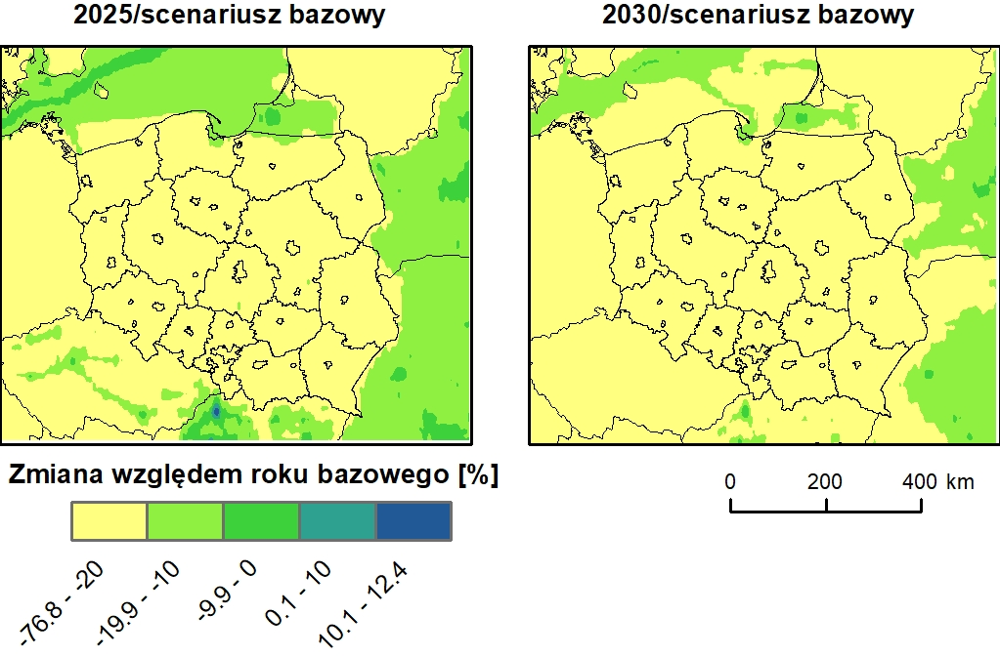 2025/scenariusz bazowy
2030/scenariusz bazowy
Zmiana względem roku bazowego [%]
0 200 400 km
-76.8 - -20
-19.9 - -10
-9.9 - 0
0.1 - 10
10.1 - 12.4